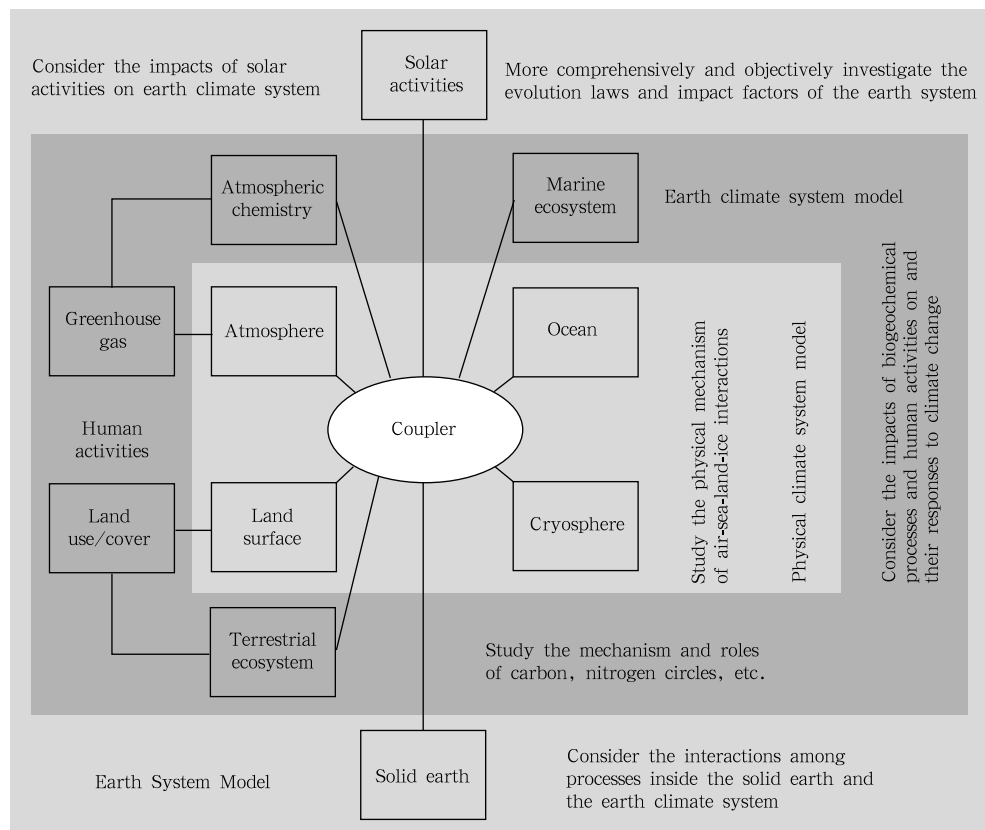 Consider the impacts of solar
activities on earth climate system
Solar
activities
More comprehensively and objectively investigate the
evolution laws and impact factors of the earth system
Atmospheric
chemistry
Marine
ecosystem
Earth climate system model
Greenhouse
gas
Atmosphere
Ocean
Human
activities
Coupler
Study the physical mechanism
of air-sea-land-ice interactions
Physical climate system model
Consider the impacts of biogeochemical
processes and human activities on and
their responses to climate change
Land
use/cover
Land
surface
Cryosphere
Terrestrial
ecosystem
Study the mechanism and roles
of carbon, nitrogen circles, etc.
Earth System Model
Solid earth
Consider the interactions among
processes inside the solid earth and
the earth climate system